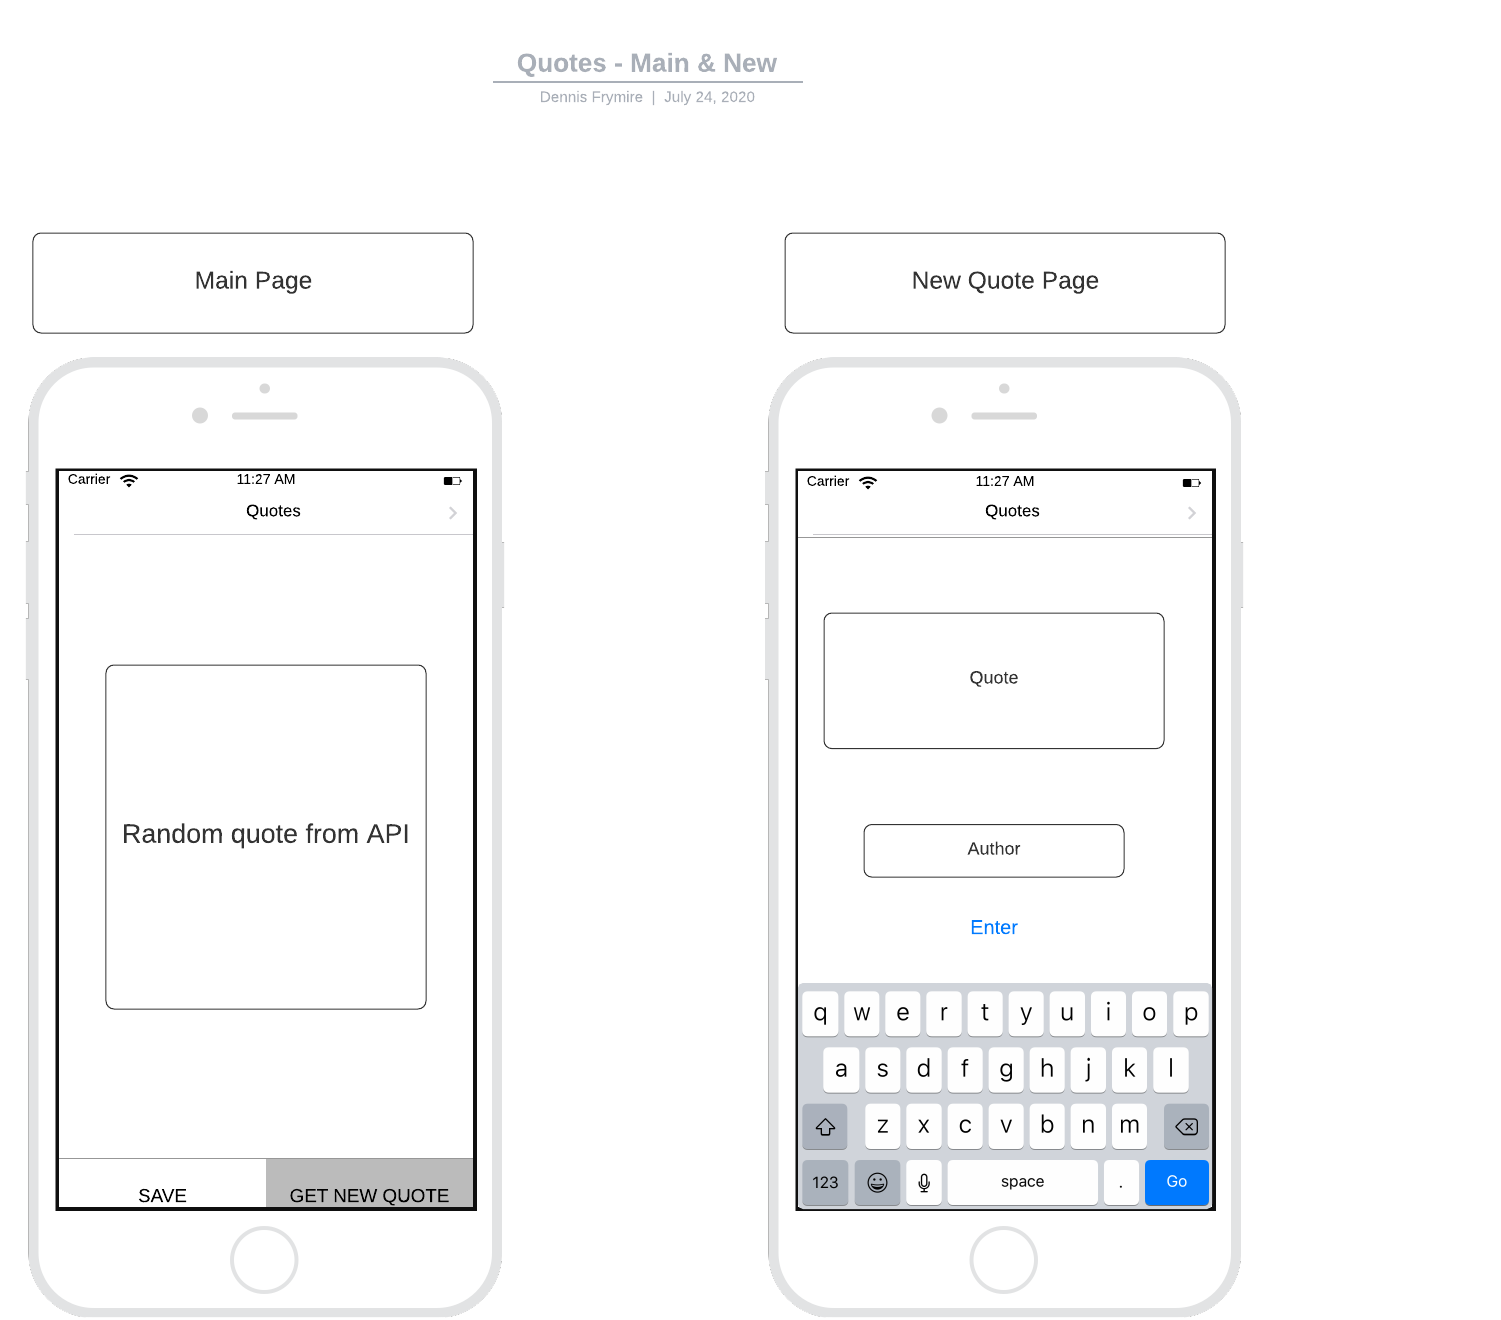 Quotes - Main & New
Dennis Frymire | July 24, 2020
Main Page
Carrier 11:27 AM
Quotes
Random quote from API
SAVE GET NEW QUOTE
New Quote Page
Carrier 11:27 AM
Quotes
Quote
Author
Enter
q w e r t y u i o p
a s d f g h j k l
z x c v b n m
123 space . Go